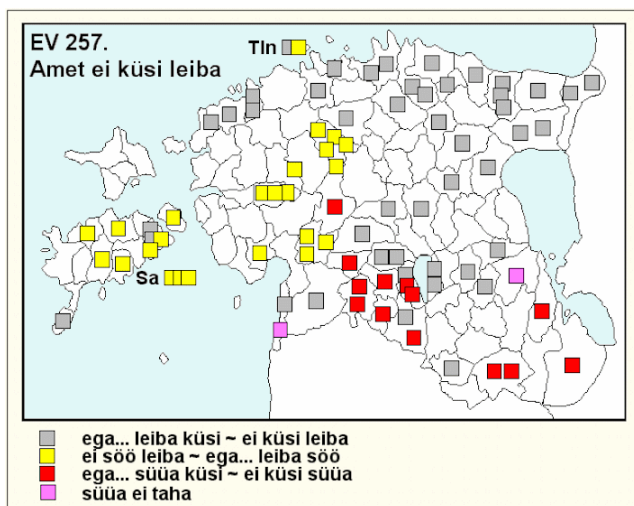 EV 257.
Amet ei küsi leiba
Tln
Sa
ega... leiba küsi ~ ei küsi leiba
ei söö leiba ~ ega... leiba söö
ega... süüa küsi ~ ei küsi süüa
süüa ei taha